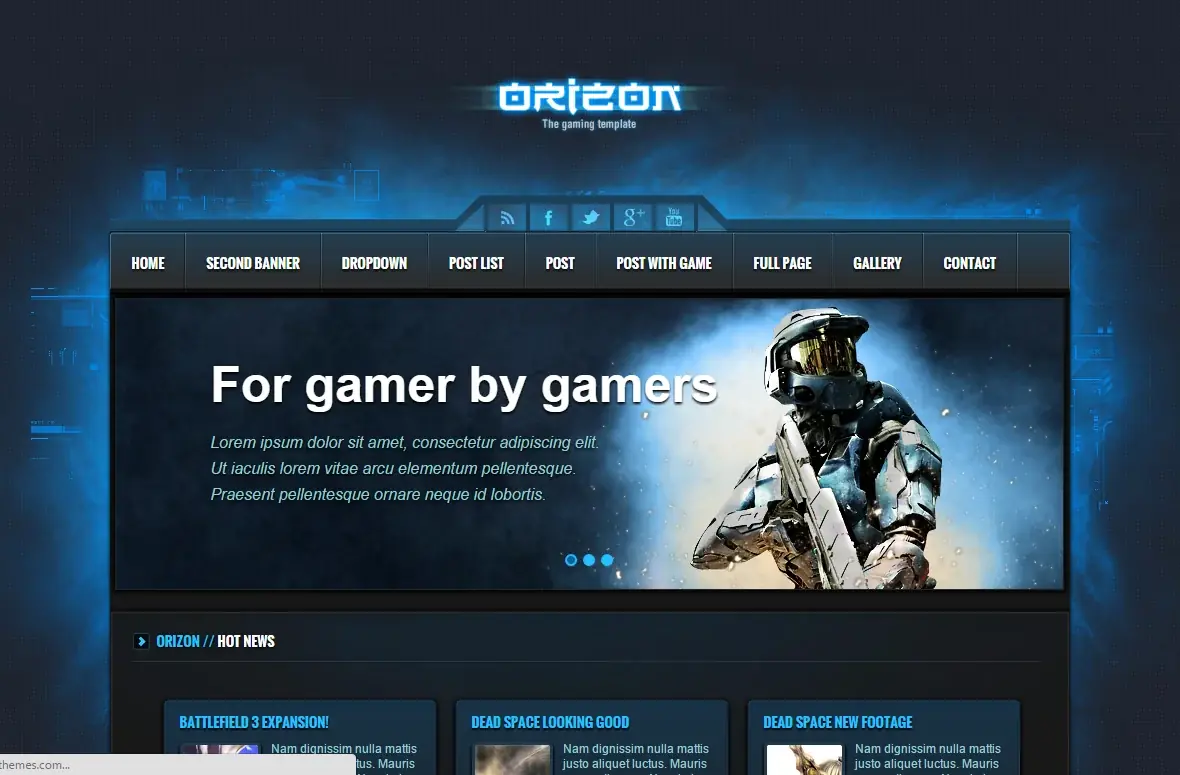 ORIZON
The gaming template
f
g+
You
Tube
HOME
SECOND BANNER
DROPDOWN
POST LIST
POST
POST WITH GAME
FULL PAGE
GALLERY
CONTACT
For gamer by gamers
Lorem ipsum dolor sit amet, consectetur adipiscing elit.
Ut iaculis lorem vitae arcu elementum pellentesque.
Praesent pellentesque ornare neque id lobortis.
ORIZON // HOT NEWS
BATTLEFIELD 3 EXPANSION!
Nam dignissim nulla mattis
tus. Mauris
DEAD SPACE LOOKING GOOD
Nam dignissim nulla mattis
justo aliquet luctus. Mauris
DEAD SPACE NEW FOOTAGE
Nam dignissim nulla mattis
justo aliquet luctus. Mauris
themes.com...